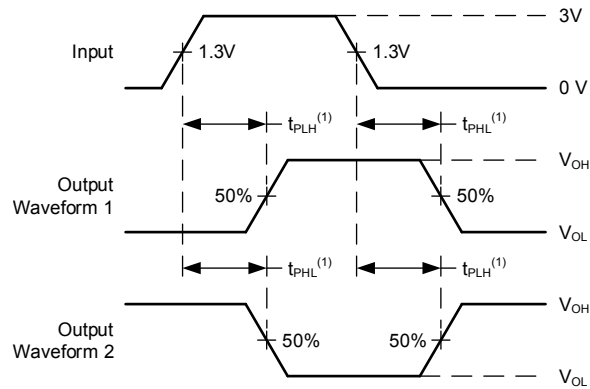 3V
Input
1.3V
1.3V
0 V
tPLH(1)
tPHL(1)
VOH
Output
Waveform 1
50%
50%
VOL
tPHL(1)
tPLH(1)
VOH
Output
Waveform 2
50%
50%
VOL